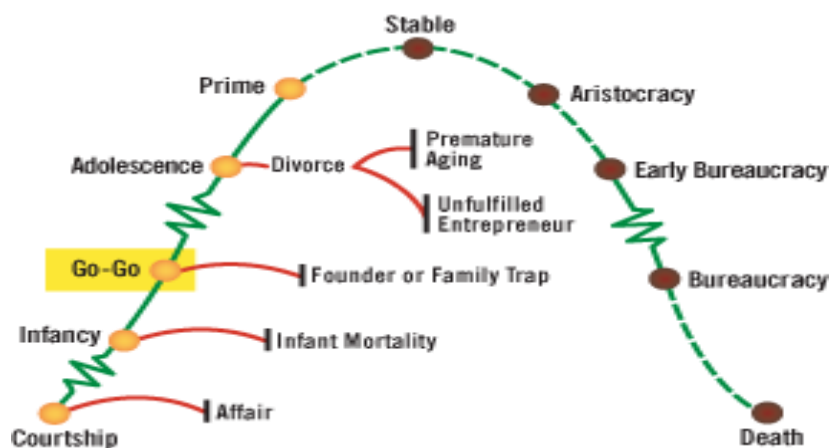 Stable
Prime
Aristocracy
Adolescence
Divorce
Premature
Aging
Early Bureaucracy
Unfulfilled
Entrepreneur
Go-Go
Founder or Family Trap
Bureaucracy
Infancy
Infant Mortality
Affair
Courtship
Death